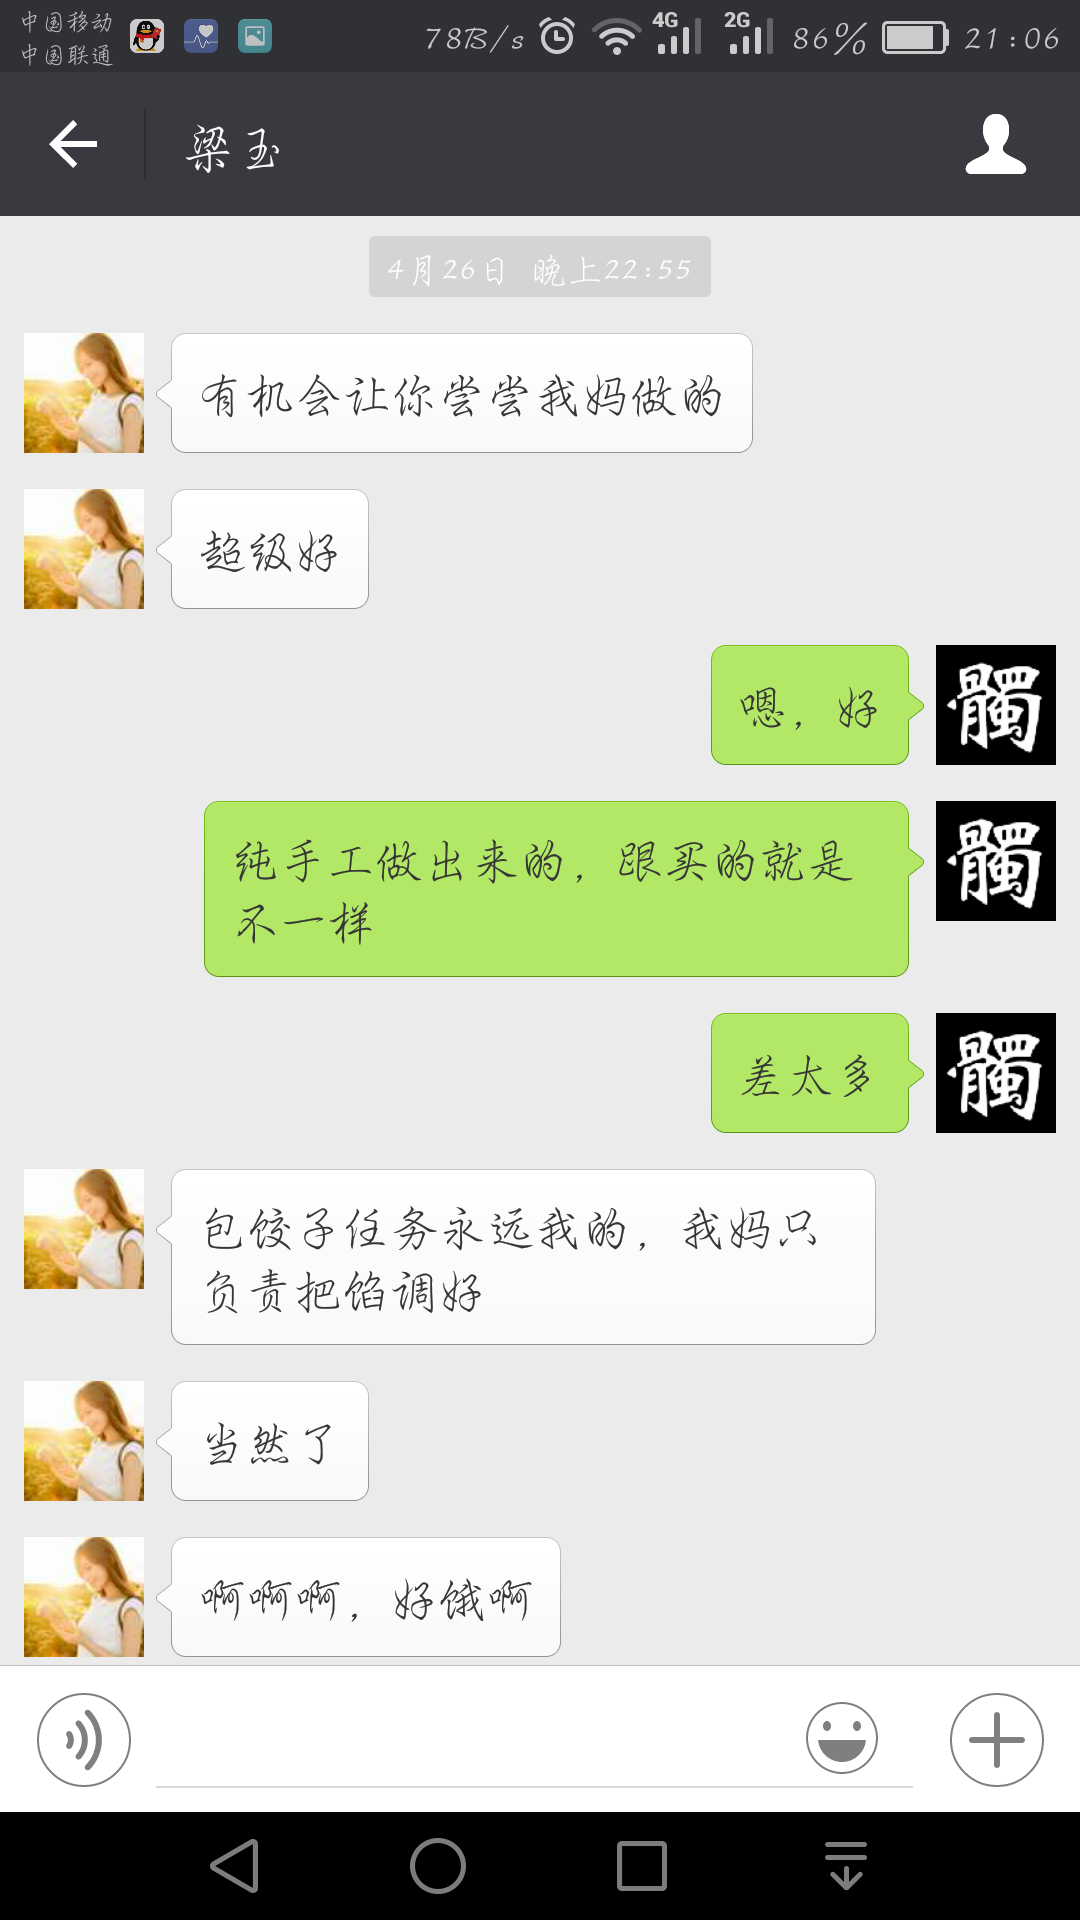 中国移动
中国联通
78B/s 4G 2G 86% 21:06
梁玉
4月26日 晚上22:55
有机会让你尝尝我妈做的
超级好
嗯，好
髑
纯手工做出来的，跟买的就是
不一样
髑
差太多
髑
包饺子任务永远我的，我妈只
负责把馅调好
当然了
啊啊啊，好饿啊